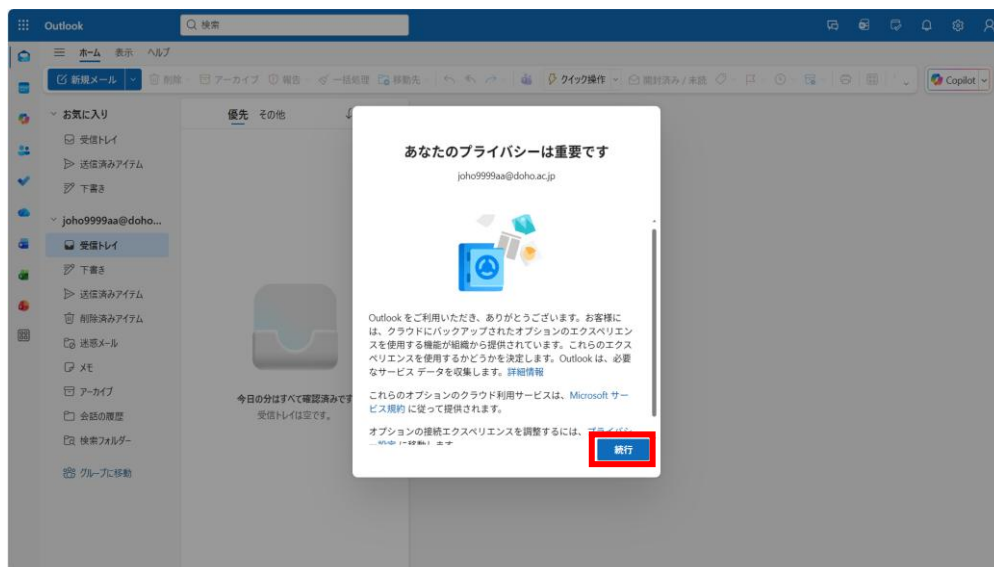 Outlook
検索
ホーム 表示 ヘルプ
新規メール 削除 アーカイブ 報告 一括処理 移動先 クイック操作 開封済み / 未読 Copilot
お気に入り
受信トレイ
送信済みアイテム
下書き
joho9999aa@doho...
受信トレイ
下書き
送信済みアイテム
削除済みアイテム
迷惑メール
メモ
アーカイブ
会話の履歴
検索フォルダー
グループに移動
優先 その他
今日の分はすべて確認済みです
受信トレイは空です。
あなたのプライバシーは重要です
joho9999aa@doho.ac.jp
Outlook をご利用いただき、ありがとうございます。お客様に
は、クラウドにバックアップされたオプションのエクスペリエン
スを使用する機能が組織から提供されています。これらのエクス
ペリエンスを使用するかどうかを決定します。Outlook は、必要
なサービス データを収集します。詳細情報
これらのオプションのクラウド利用サービスは、Microsoft サー
ビス規約 に従って提供されます。
オプションの接続エクスペリエンスを調整するには、プライバシ
ー設定 に移動します
続行